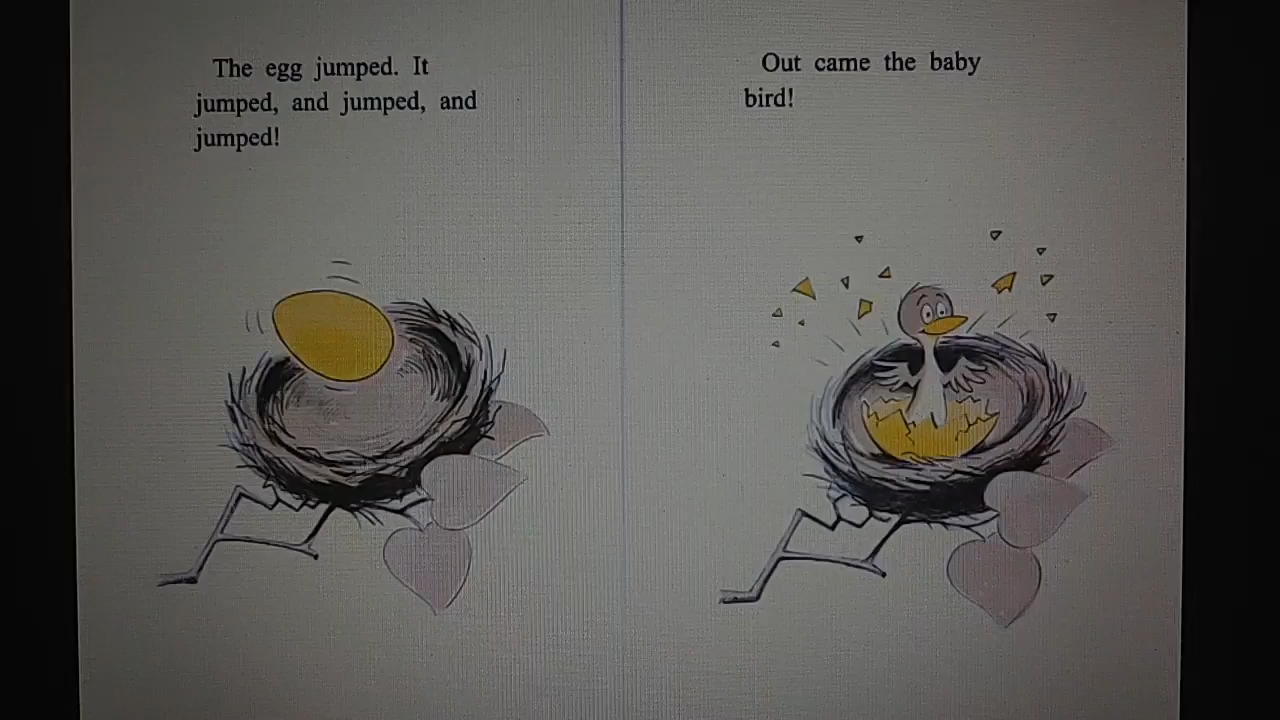 The egg jumped. It
jumped, and jumped, and
jumped!
Out came the baby
bird!